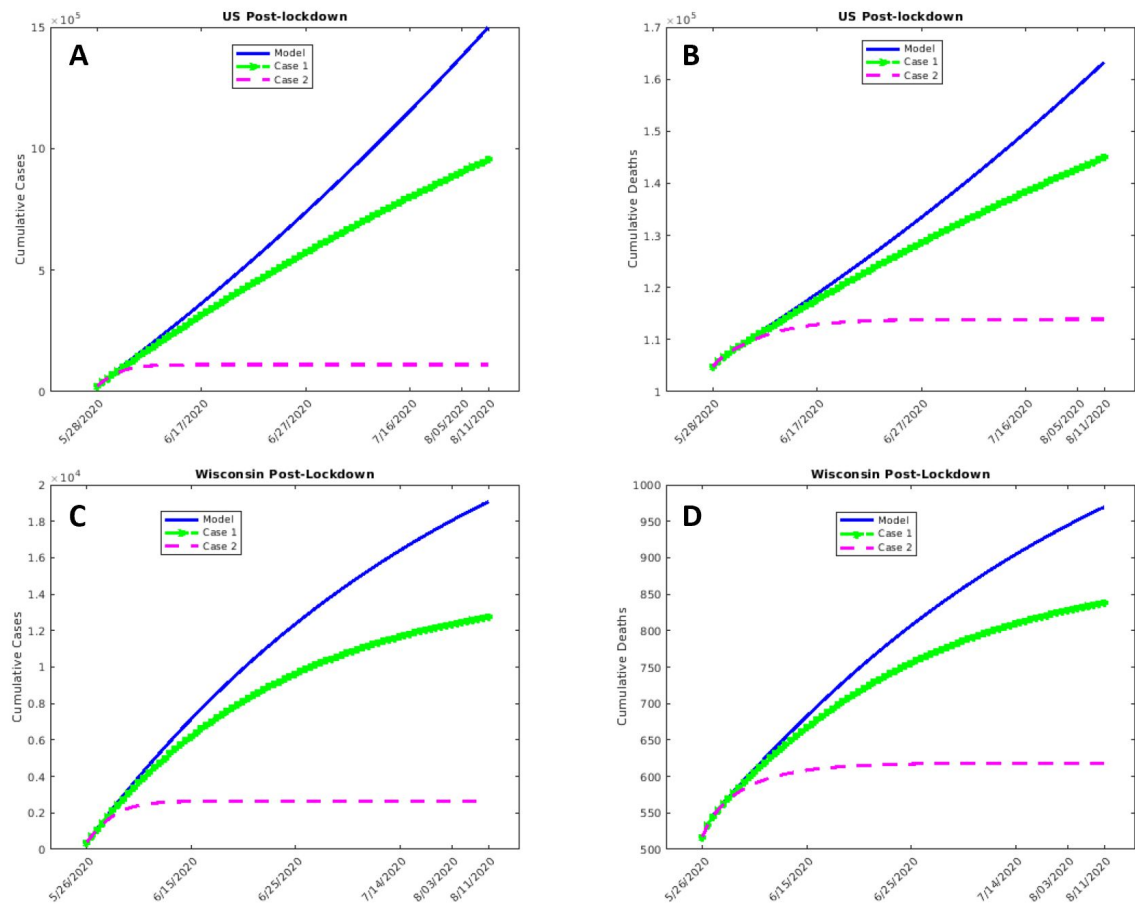 US Post-lockdown
A
×10⁵
Model
Case 1
Case 2
15
10
5
0
Cumulative Cases
5/28/2020
6/17/2020
6/27/2020
7/16/2020
8/05/2020
8/11/2020
US Post-lockdown
B
×10⁵
Model
Case 1
Case 2
1.7
1.6
1.5
1.4
1.3
1.2
1.1
1
Cumulative Deaths
5/28/2020
6/17/2020
6/27/2020
7/16/2020
8/05/2020
8/11/2020
Wisconsin Post-Lockdown
C
×10⁴
Model
Case 1
Case 2
2
1.8
1.6
1.4
1.2
1
0.8
0.6
0.4
0.2
0
Cumulative Cases
5/26/2020
6/15/2020
6/25/2020
7/14/2020
8/03/2020
8/11/2020
Wisconsin Post-Lockdown
D
Model
Case 1
Case 2
1000
950
900
850
800
750
700
650
600
550
500
Cumulative Deaths
5/26/2020
6/15/2020
6/25/2020
7/14/2020
8/03/2020
8/11/2020